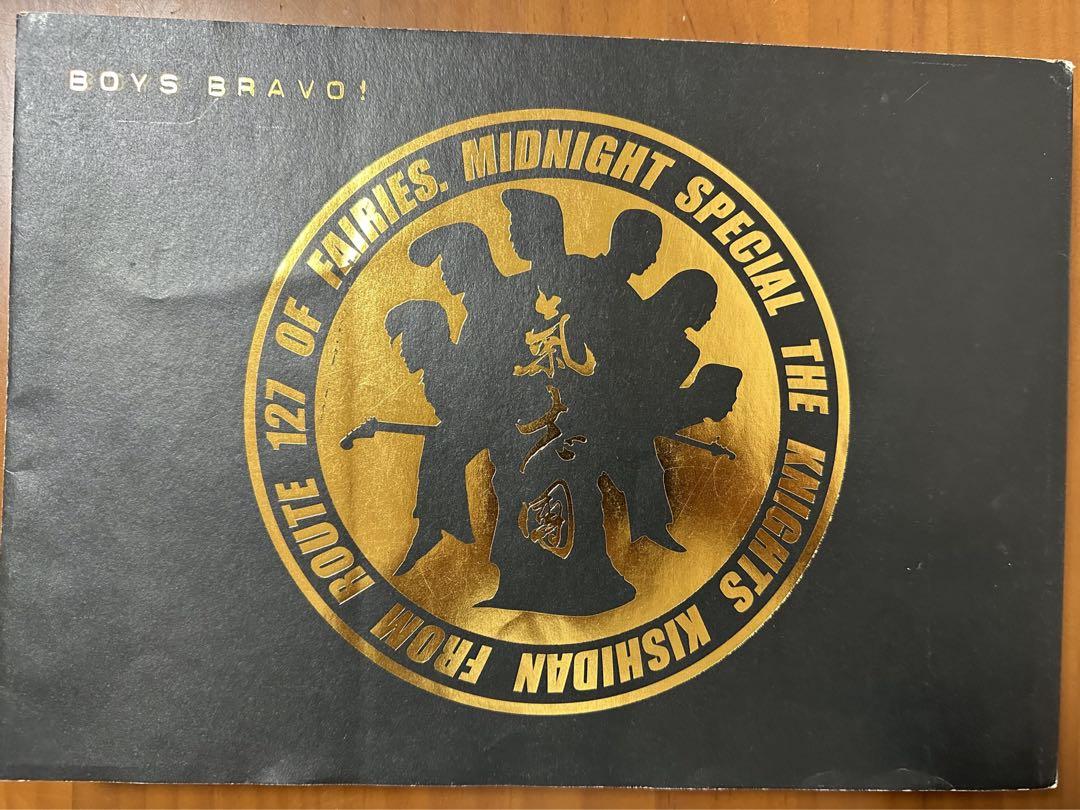 BOYS BRAVO!
MIDNIGHT SPECIAL THE KNIGHTS KISHIDAN FROM ROUTE 127 OF FAIRIES.
氣志團